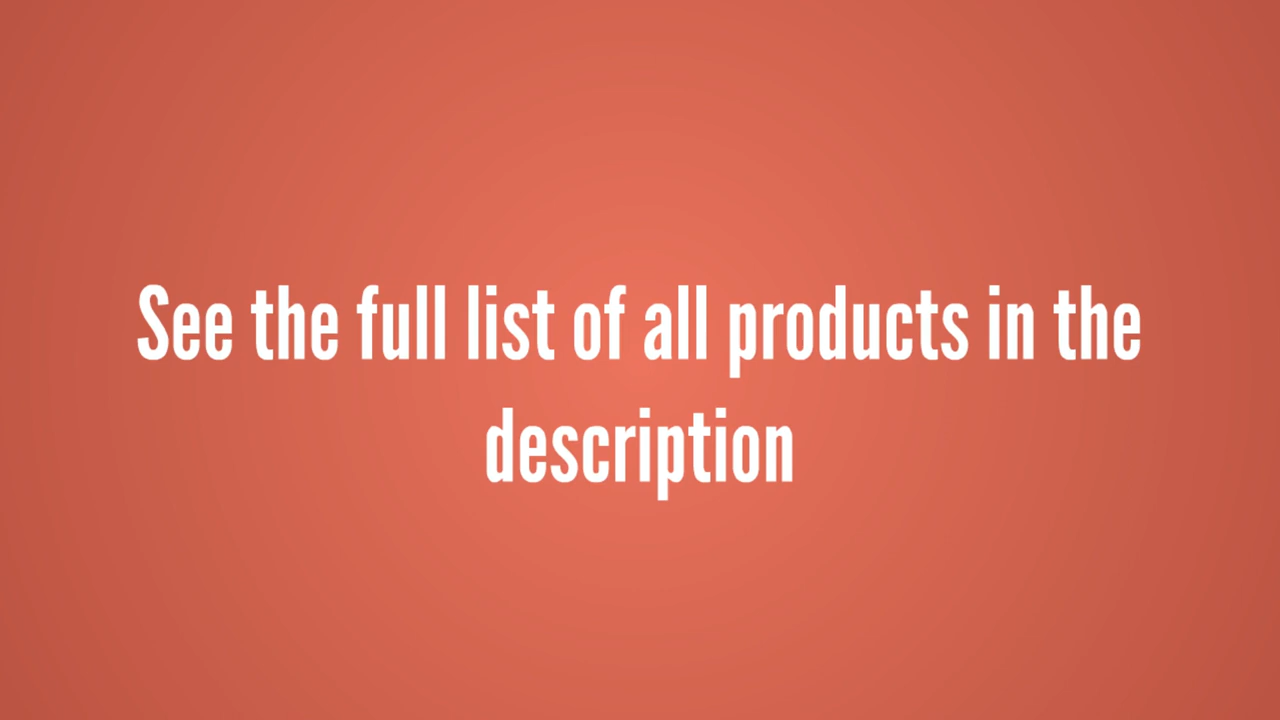 See the full list of all products in the
description